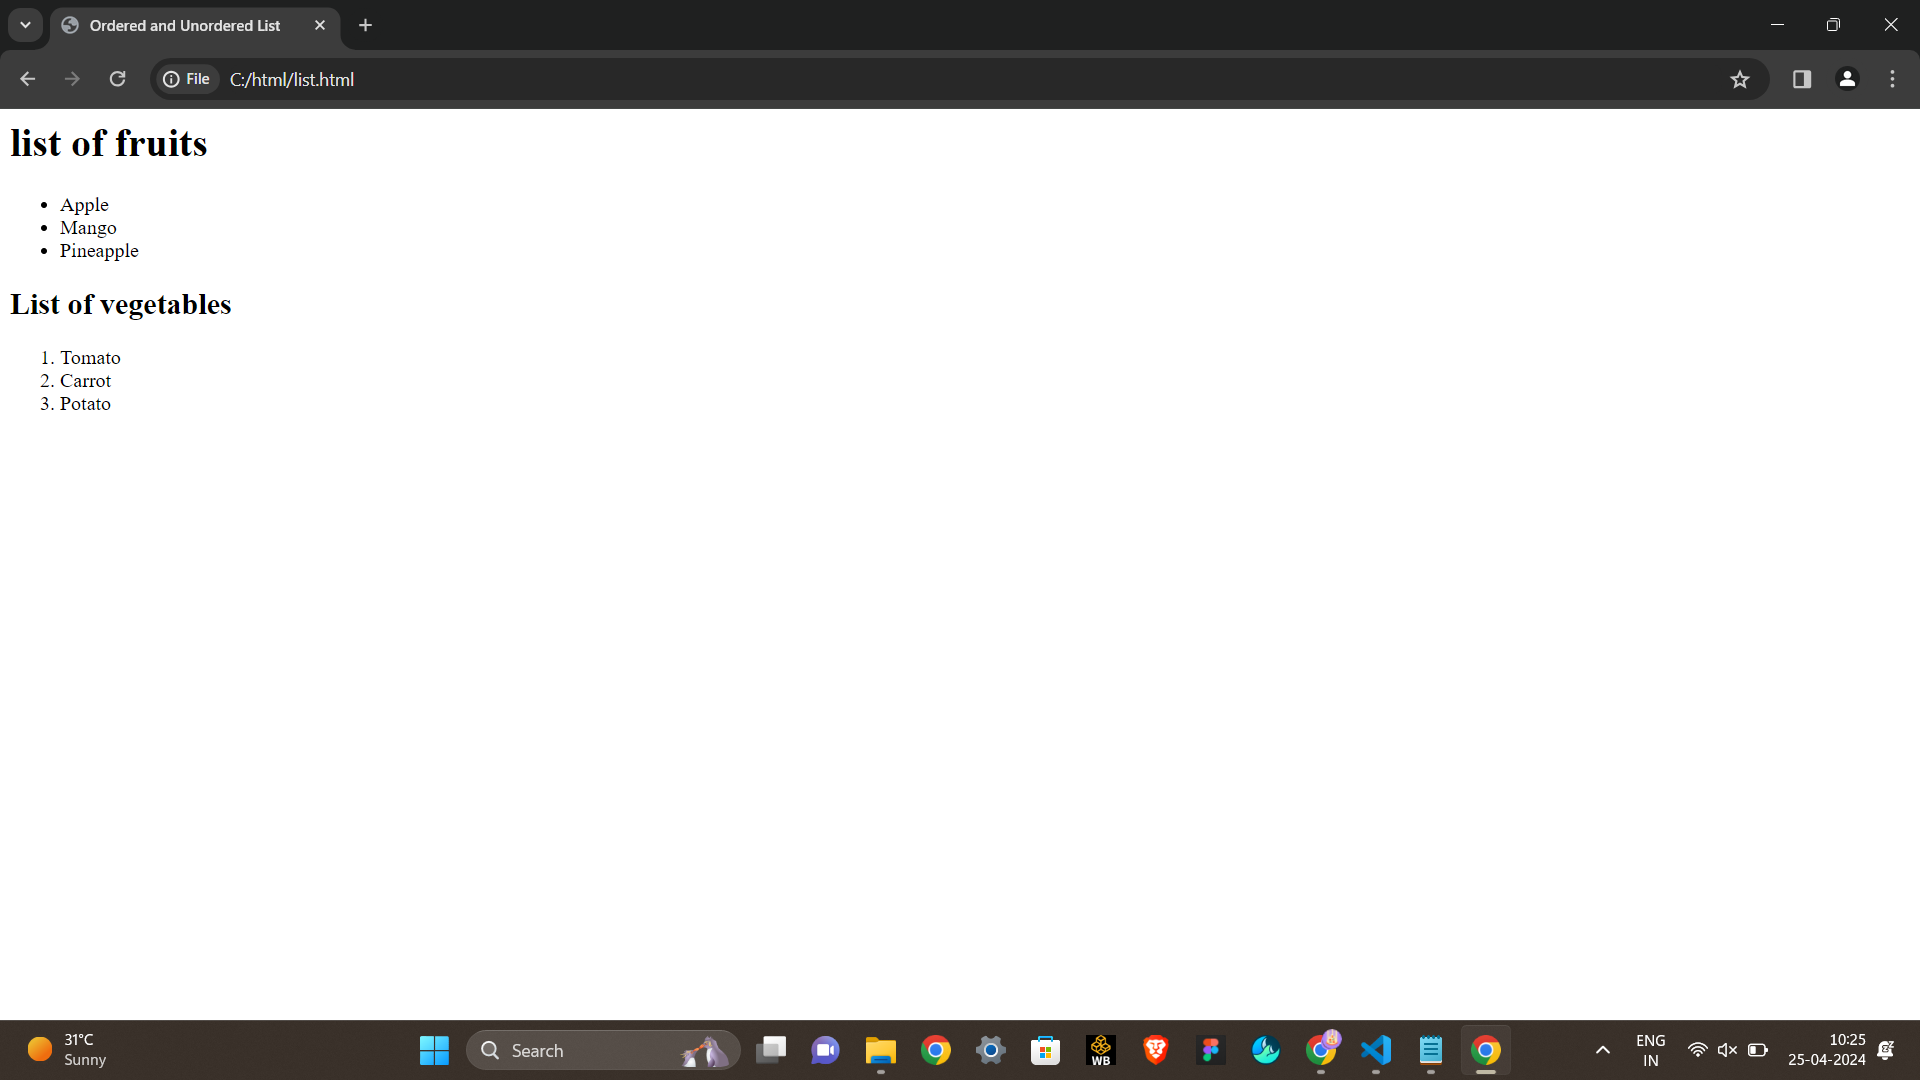 Ordered and Unordered List
File C:/html/list.html
list of fruits
• Apple
• Mango
• Pineapple
List of vegetables
1. Tomato
2. Carrot
3. Potato
31°C
Sunny
Search
WB
ENG
IN
10:25
25-04-2024